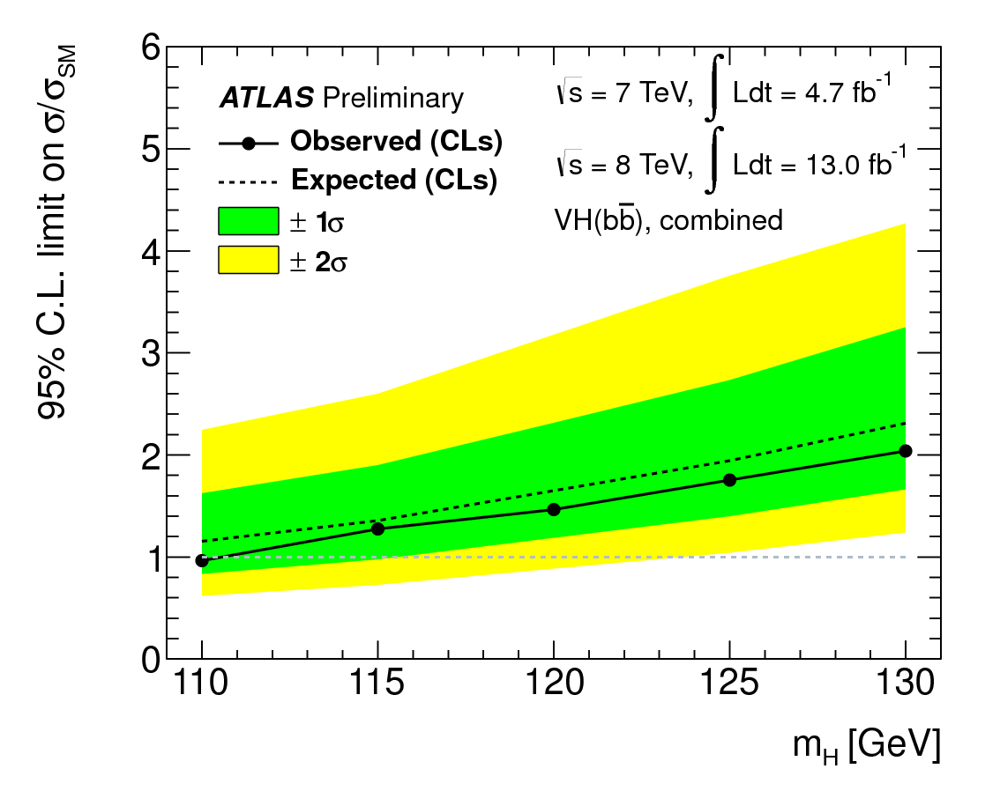 95% C.L. limit on σ/σSM
6
5
4
3
2
1
0
ATLAS Preliminary
Observed (CLs)
Expected (CLs)
± 1σ
± 2σ
√s = 7 TeV, ∫ Ldt = 4.7 fb-1
√s = 8 TeV, ∫ Ldt = 13.0 fb-1
VH(bb̅), combined
110 115 120 125 130
mH [GeV]